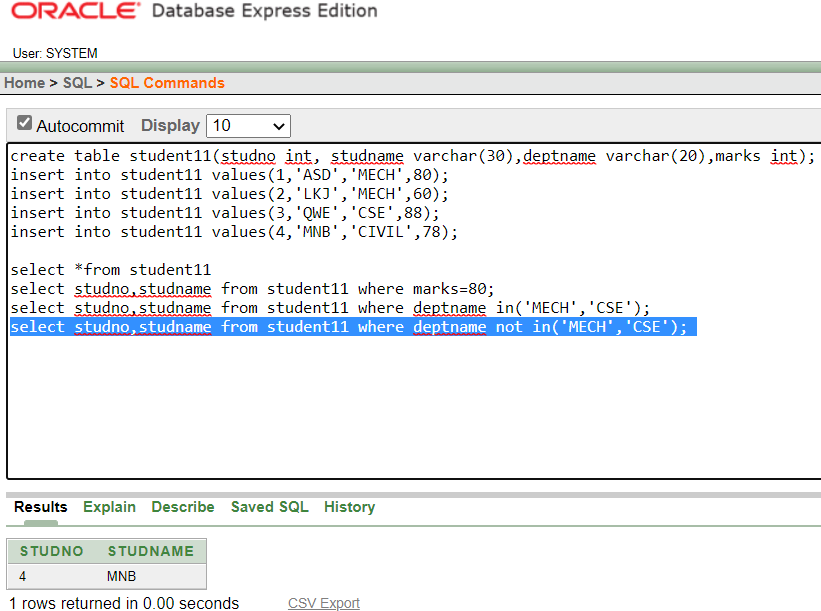 ORACLE® Database Express Edition
User: SYSTEM
Home > SQL > SQL Commands
Autocommit Display 10
create table student11(studno int, studname varchar(30),deptname varchar(20),marks int);
insert into student11 values(1,'ASD','MECH',80);
insert into student11 values(2,'LKJ','MECH',60);
insert into student11 values(3,'QWE','CSE',88);
insert into student11 values(4,'MNB','CIVIL',78);
select *from student11
select studno,studname from student11 where marks=80;
select studno,studname from student11 where deptname in('MECH','CSE');
select studno,studname from student11 where deptname not in('MECH','CSE');
Results Explain Describe Saved SQL History
STUDNO STUDNAME
4 MNB
1 rows returned in 0.00 seconds CSV Export